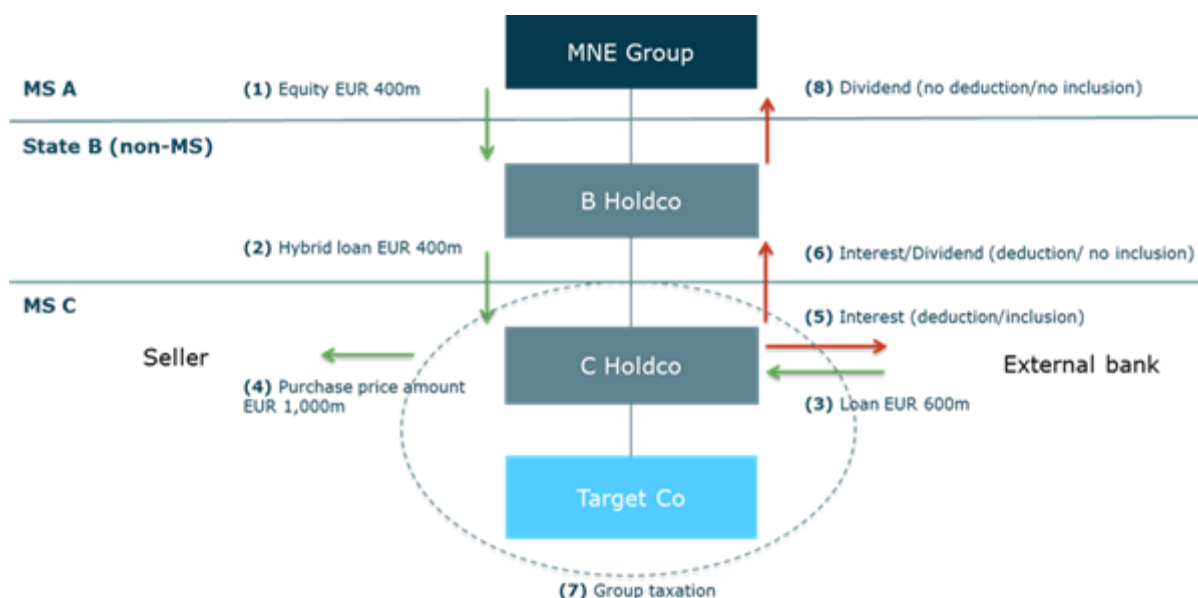 MNE Group
MS A
(1) Equity EUR 400m
(8) Dividend (no deduction/no inclusion)
State B (non-MS)
B Holdco
(2) Hybrid loan EUR 400m
(6) Interest/Dividend (deduction/ no inclusion)
MS C
(5) Interest (deduction/inclusion)
Seller
C Holdco
External bank
(4) Purchase price amount
EUR 1,000m
(3) Loan EUR 600m
Target Co
(7) Group taxation